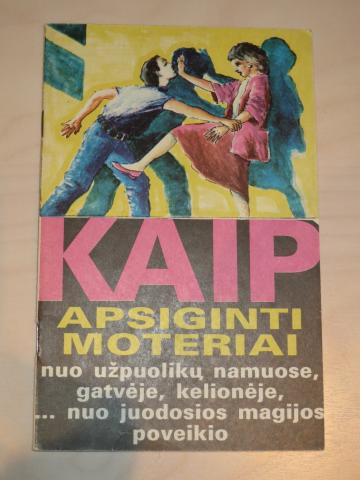 KAIP
APSIGINTI
MOTERIAI
nuo užpuolikų namuose,
gatvėje, kelionėje,
... nuo juodosios magijos
poveikio